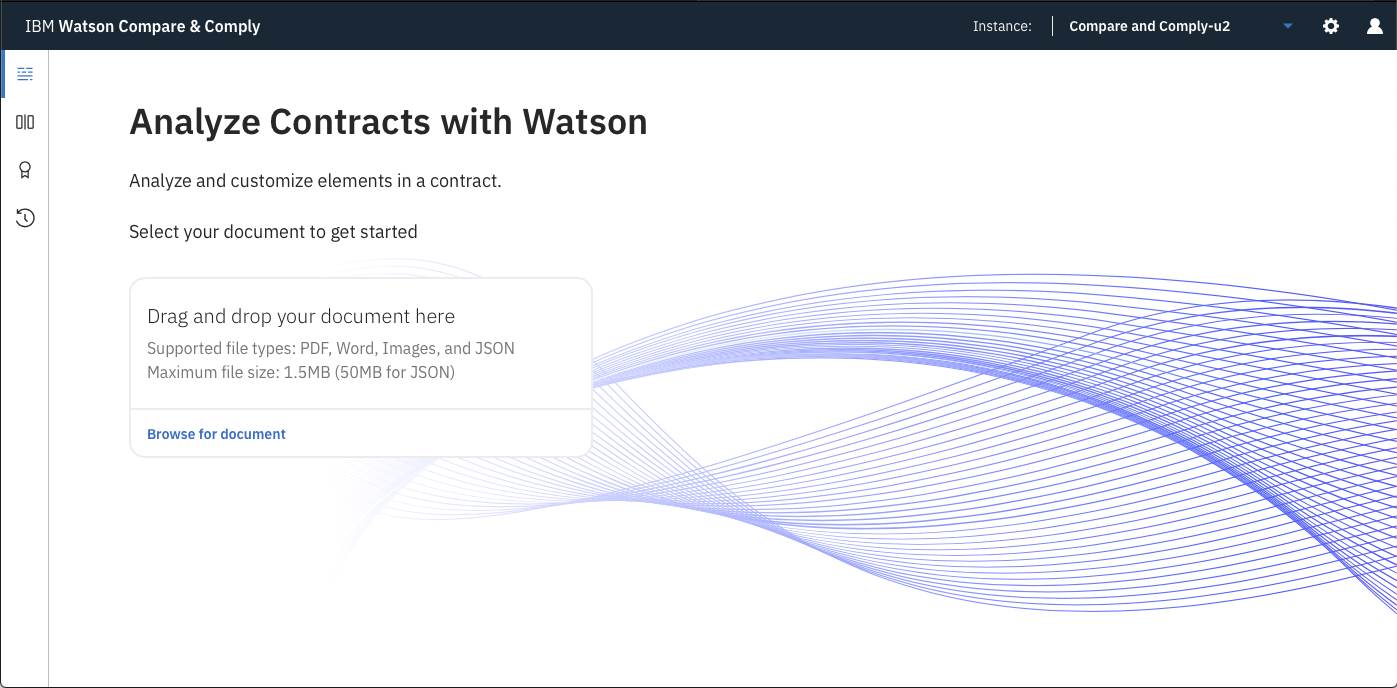 IBM Watson Compare & Comply
Instance:
Compare and Comply-u2
Analyze Contracts with Watson
Analyze and customize elements in a contract.
Select your document to get started
Drag and drop your document here
Supported file types: PDF, Word, Images, and JSON
Maximum file size: 1.5MB (50MB for JSON)
Browse for document